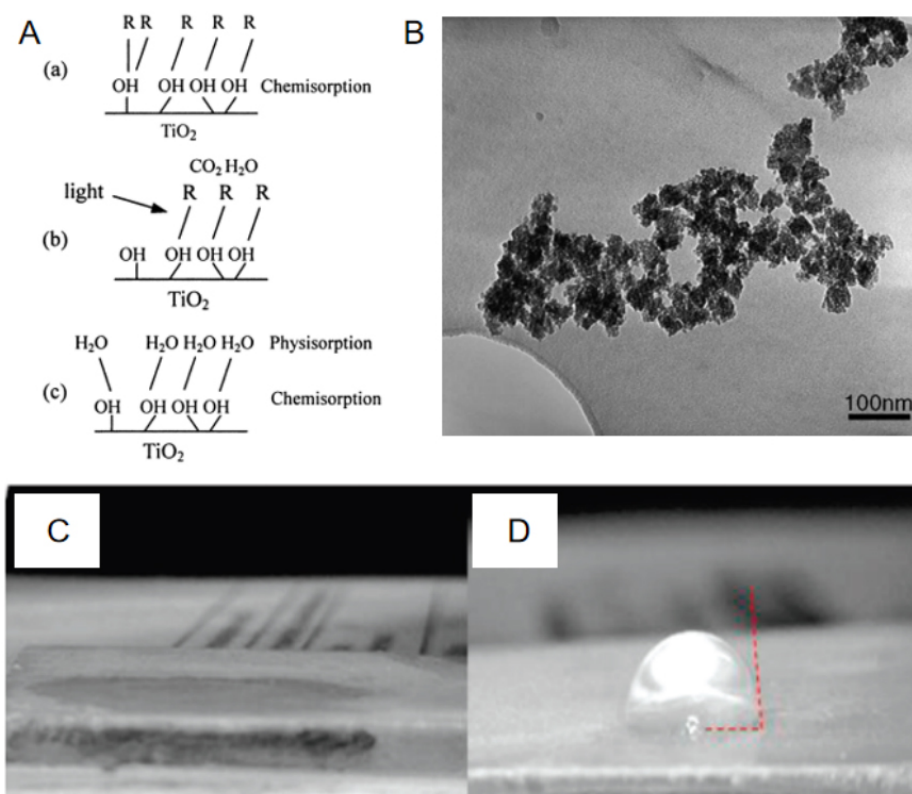 A
R R R R R
(a)
OH OH OH OH Chemisorption
TiO₂
CO₂ H₂O
light R R R
(b)
OH OH OH OH
TiO₂
H₂O H₂O H₂O H₂O Physisorption
(c)
OH OH OH OH Chemisorption
TiO₂
B
100nm
C
D